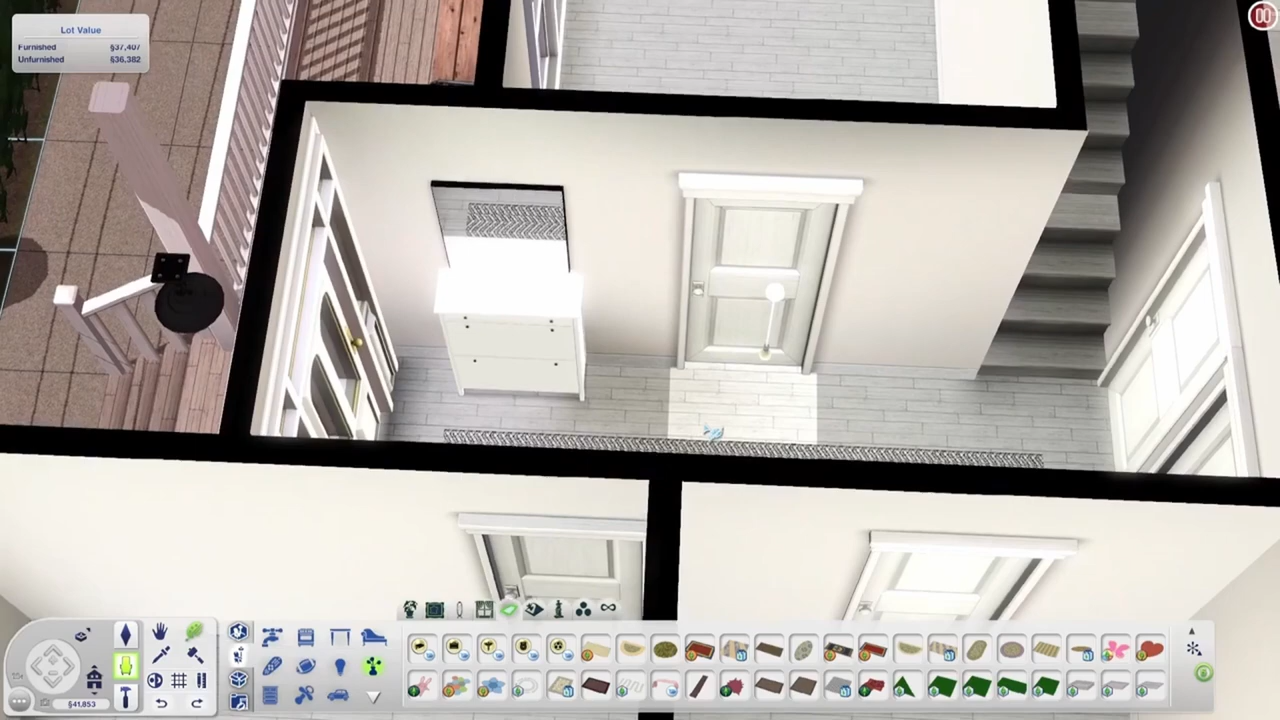 Lot Value
Furnished §37,407
Unfurnished §36,382
§41,853